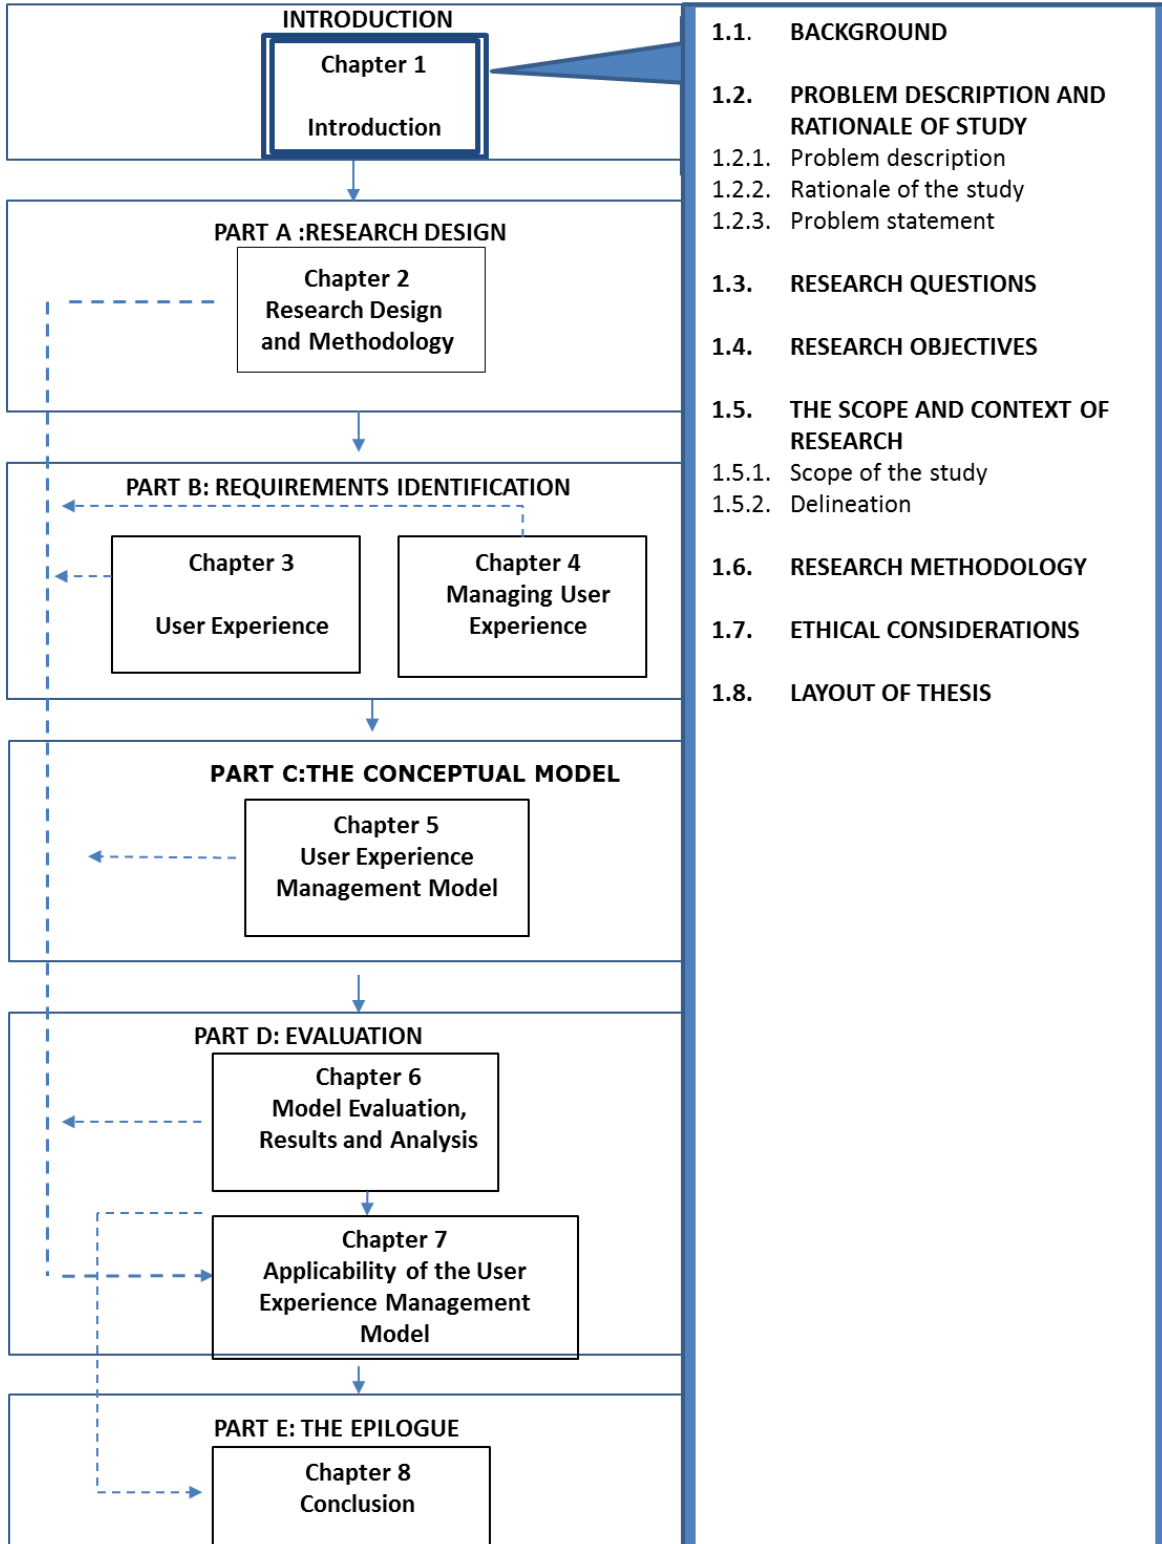 INTRODUCTION
Chapter 1
Introduction
PART A :RESEARCH DESIGN
Chapter 2
Research Design
and Methodology
PART B: REQUIREMENTS IDENTIFICATION
Chapter 3
User Experience
Chapter 4
Managing User
Experience
PART C:THE CONCEPTUAL MODEL
Chapter 5
User Experience
Management Model
PART D: EVALUATION
Chapter 6
Model Evaluation,
Results and Analysis
Chapter 7
Applicability of the User
Experience Management
Model
PART E: THE EPILOGUE
Chapter 8
Conclusion
1.1. BACKGROUND
1.2. PROBLEM DESCRIPTION AND
RATIONALE OF STUDY
1.2.1. Problem description
1.2.2. Rationale of the study
1.2.3. Problem statement
1.3. RESEARCH QUESTIONS
1.4. RESEARCH OBJECTIVES
1.5. THE SCOPE AND CONTEXT OF
RESEARCH
1.5.1. Scope of the study
1.5.2. Delineation
1.6. RESEARCH METHODOLOGY
1.7. ETHICAL CONSIDERATIONS
1.8. LAYOUT OF THESIS